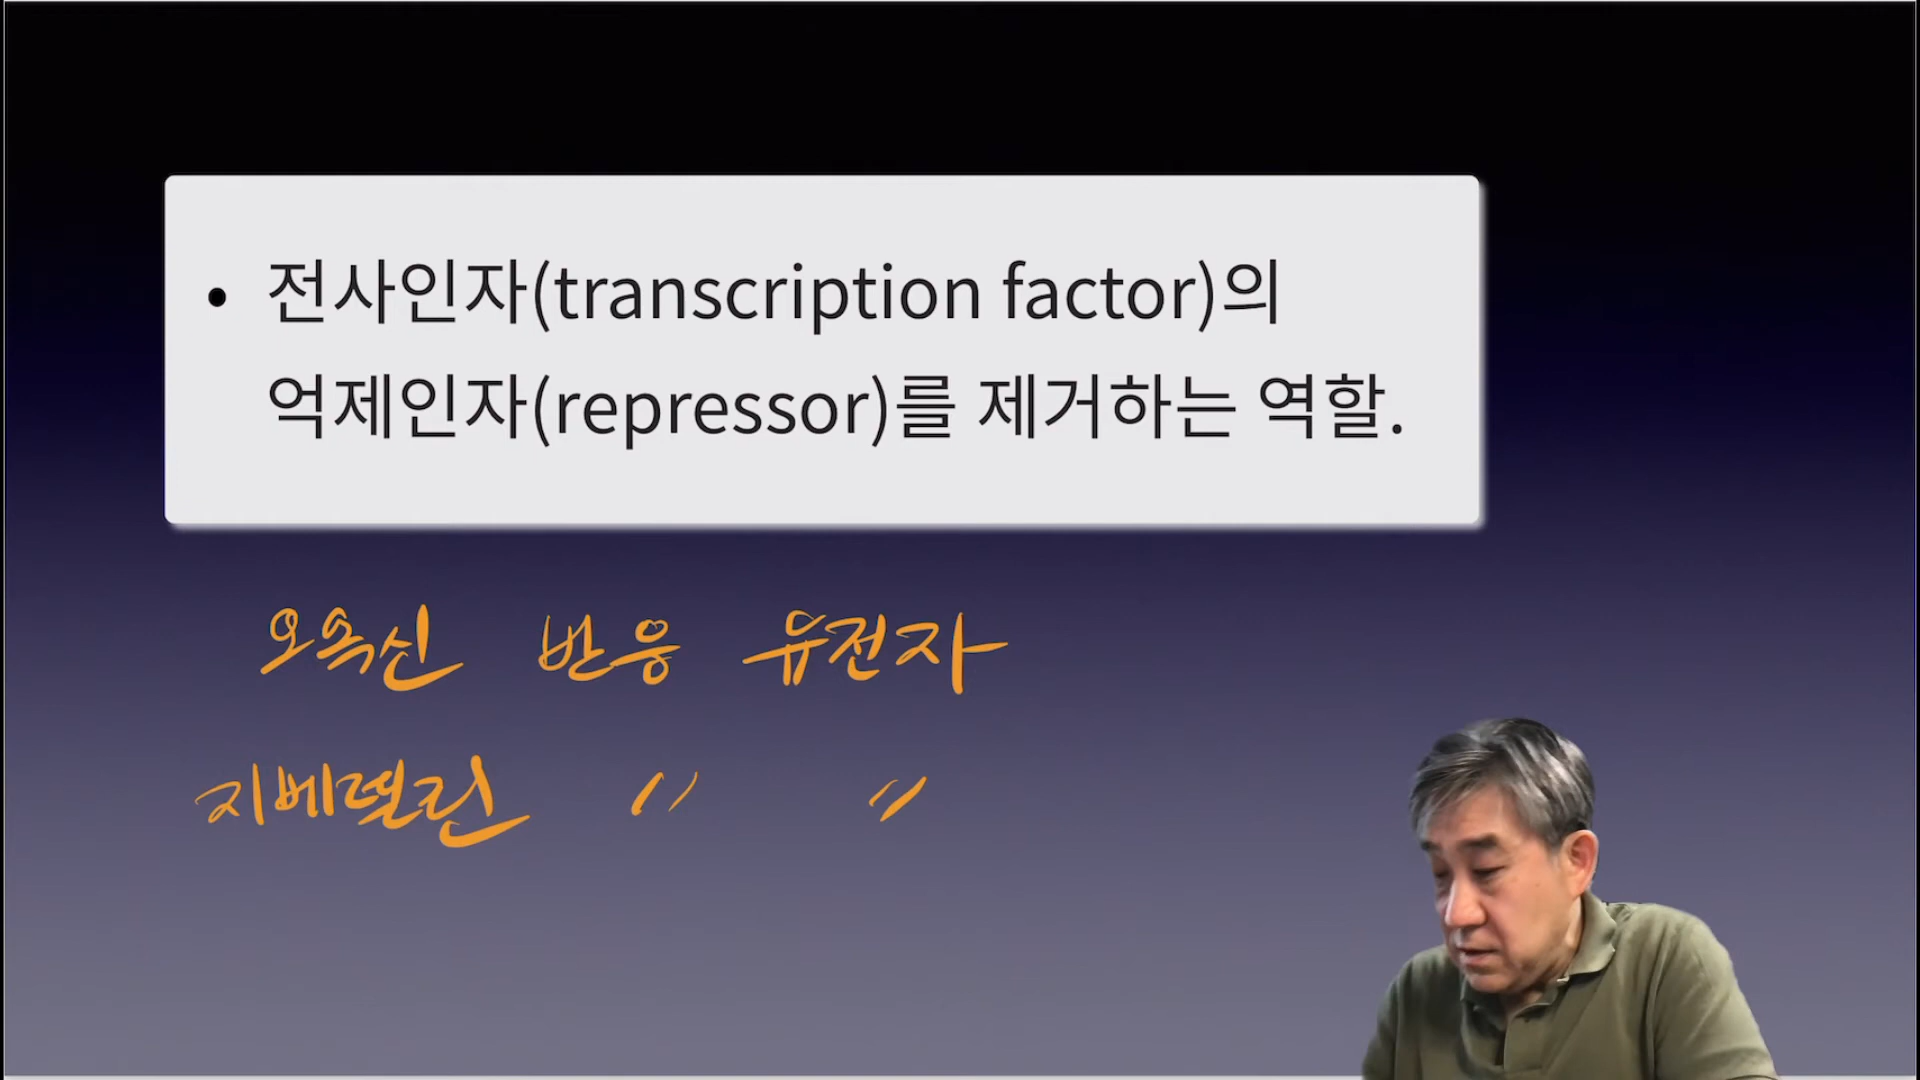 • 전사인자(transcription factor)의
억제인자(repressor)를 제거하는 역할.
오옥신 반응 유전자
지베렐린 〃 〃